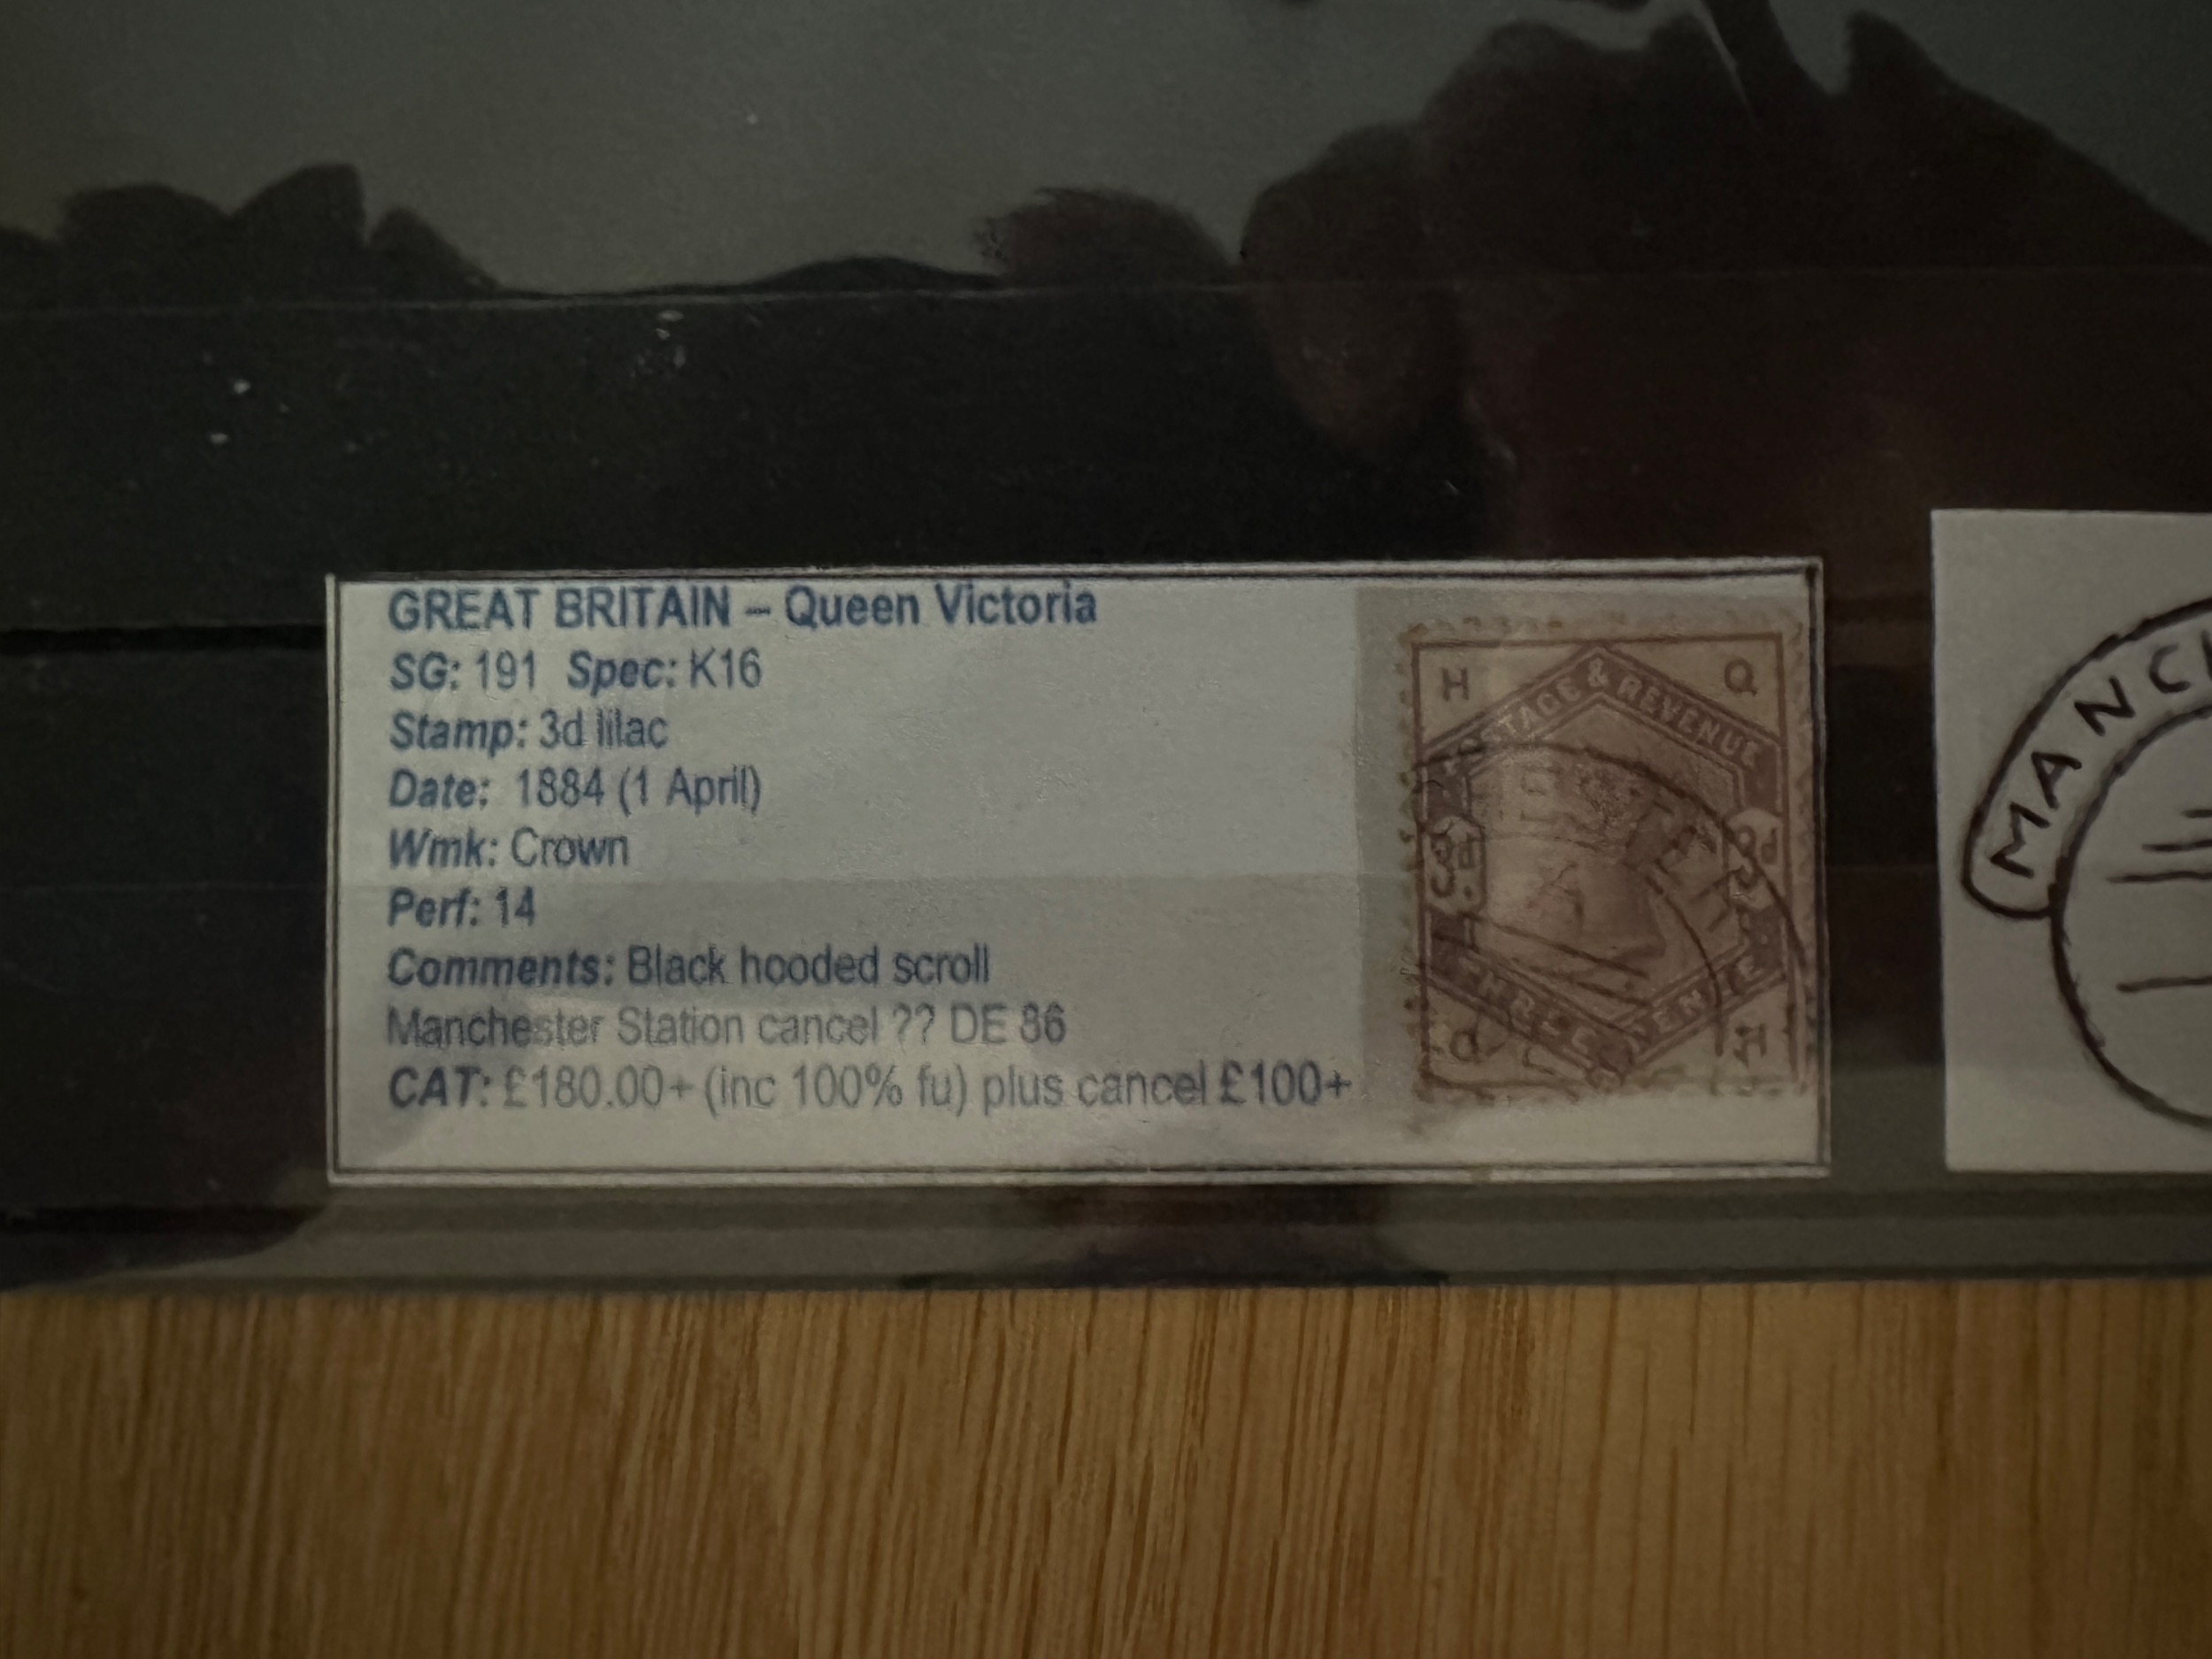 GREAT BRITAIN – Queen Victoria
SG: 191 Spec: K16
Stamp: 3d lilac
Date: 1884 (1 April)
Wmk: Crown
Perf: 14
Comments: Black hooded scroll
Manchester Station cancel ?? DE 86
CAT: £180.00+ (inc 100% fu) plus cancel £100+
H Q
POSTAGE & REVENUE
3d
THREE PENCE
Q H
MANC